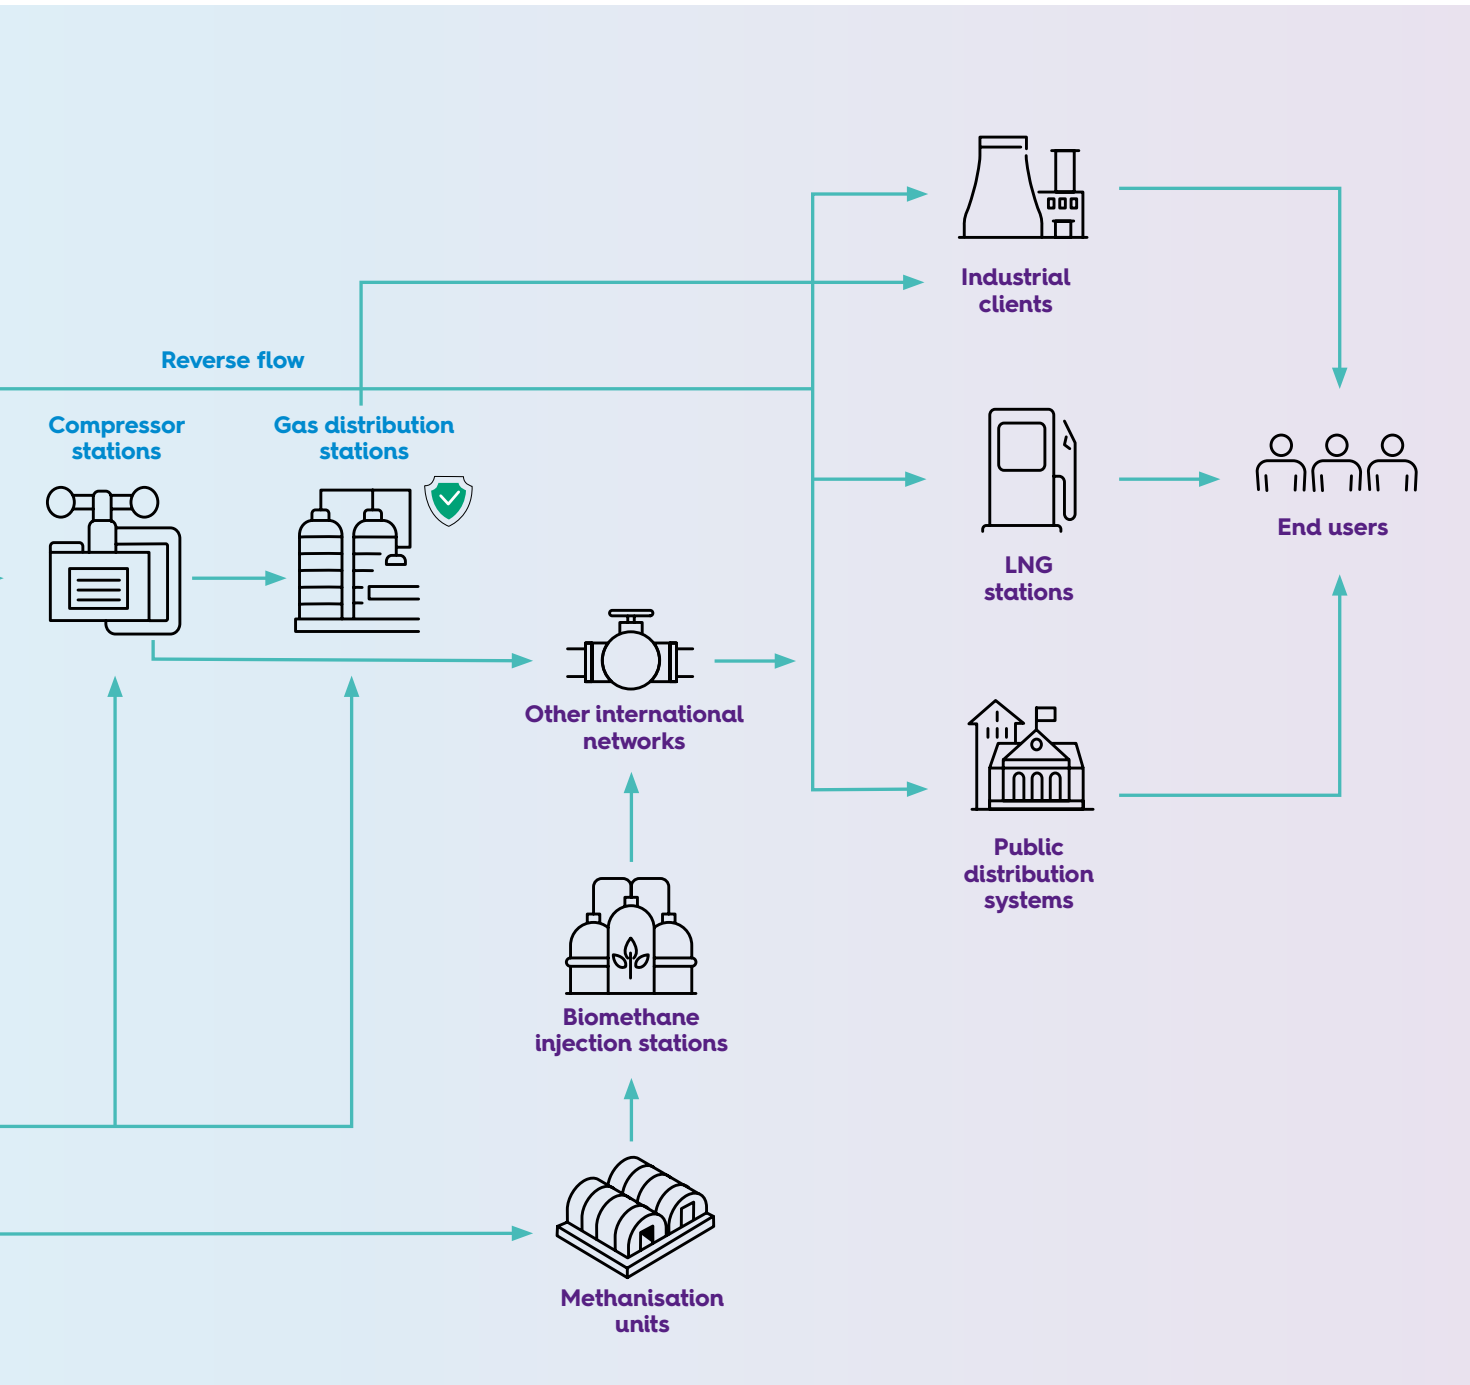 Industrial
clients
Reverse flow
Compressor
stations
Gas distribution
stations
End users
LNG
stations
Other international
networks
Public
distribution
systems
Biomethane
injection stations
Methanisation
units